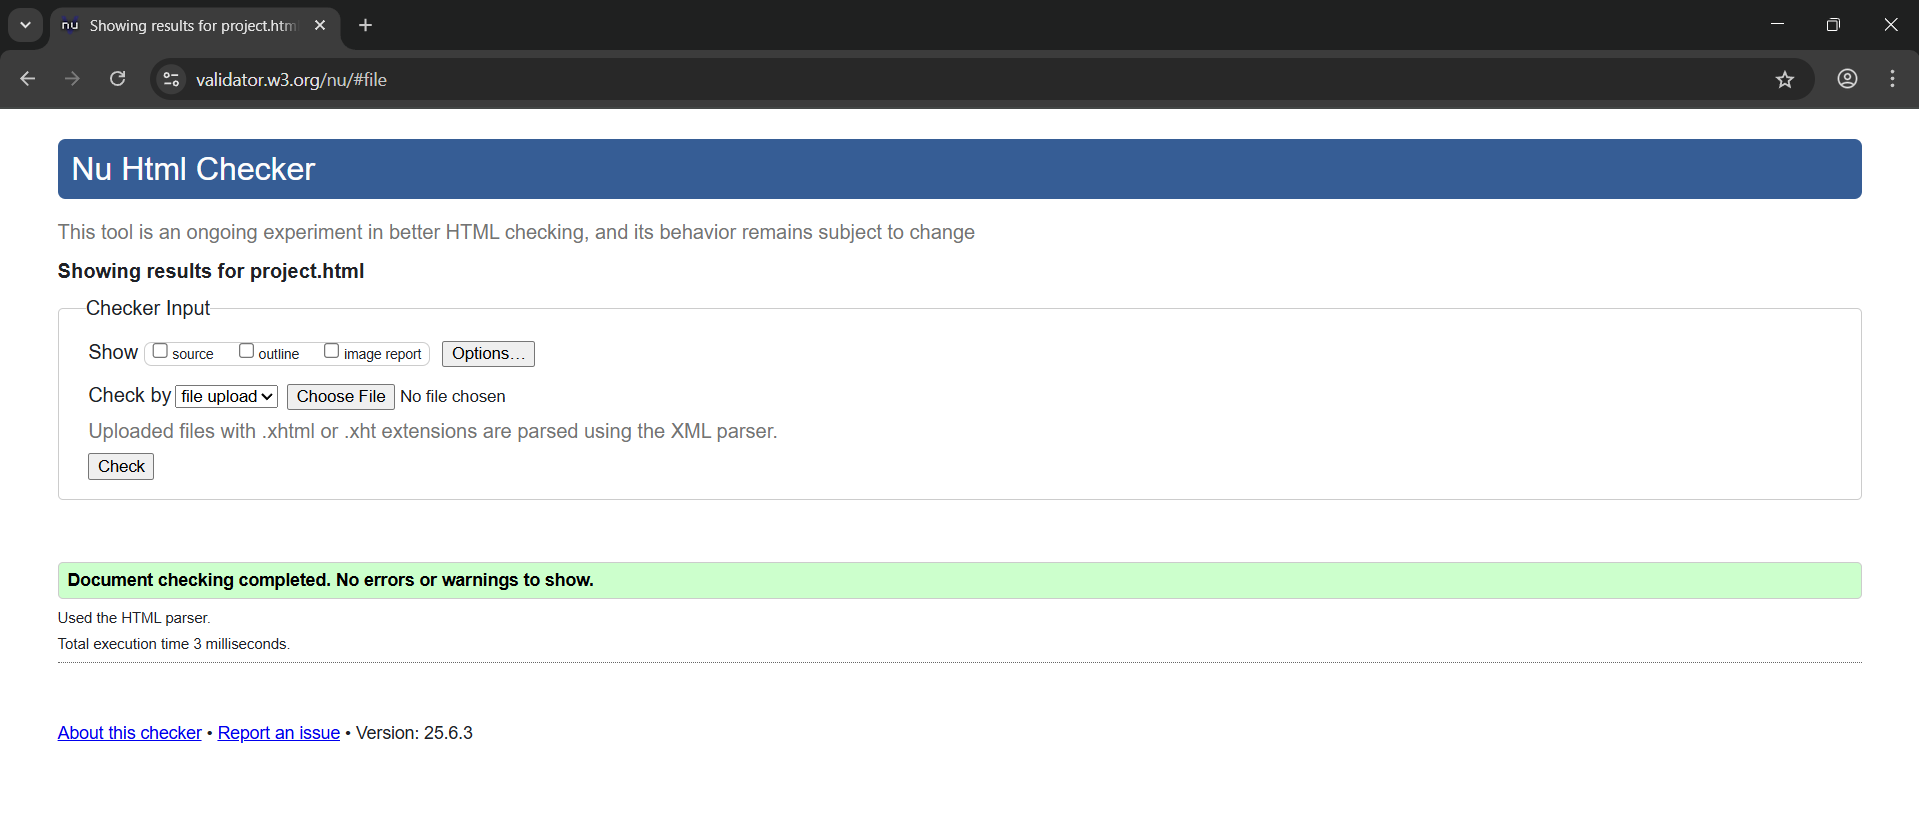 nu Showing results for project.htm
validator.w3.org/nu/#file
Nu Html Checker
This tool is an ongoing experiment in better HTML checking, and its behavior remains subject to change
Showing results for project.html
Checker Input
Show source outline image report Options...
Check by file upload Choose File No file chosen
Uploaded files with .xhtml or .xht extensions are parsed using the XML parser.
Check
Document checking completed. No errors or warnings to show.
Used the HTML parser.
Total execution time 3 milliseconds.
About this checker • Report an issue • Version: 25.6.3